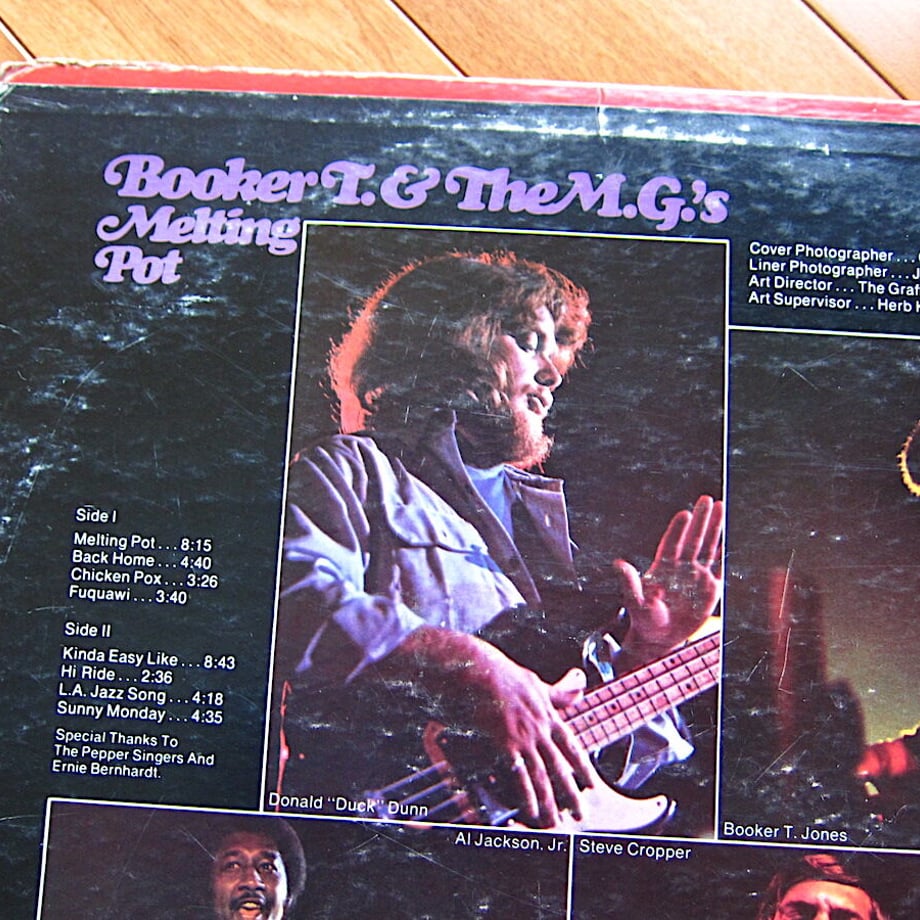 Booker T. & The M.G.'s
Melting
Pot
Cover Photographer...
Liner Photographer...J
Art Director...The Graf
Art Supervisor...Herb
Side I
Melting Pot...8:15
Back Home...4:40
Chicken Pox...3:26
Fuquawi...3:40
Side II
Kinda Easy Like...8:43
Hi Ride...2:36
L.A. Jazz Song...4:18
Sunny Monday...4:35
Special Thanks To
The Pepper Singers And
Ernie Bernhardt.
Donald "Duck" Dunn
Booker T. Jones
Al Jackson. Jr.
Steve Cropper